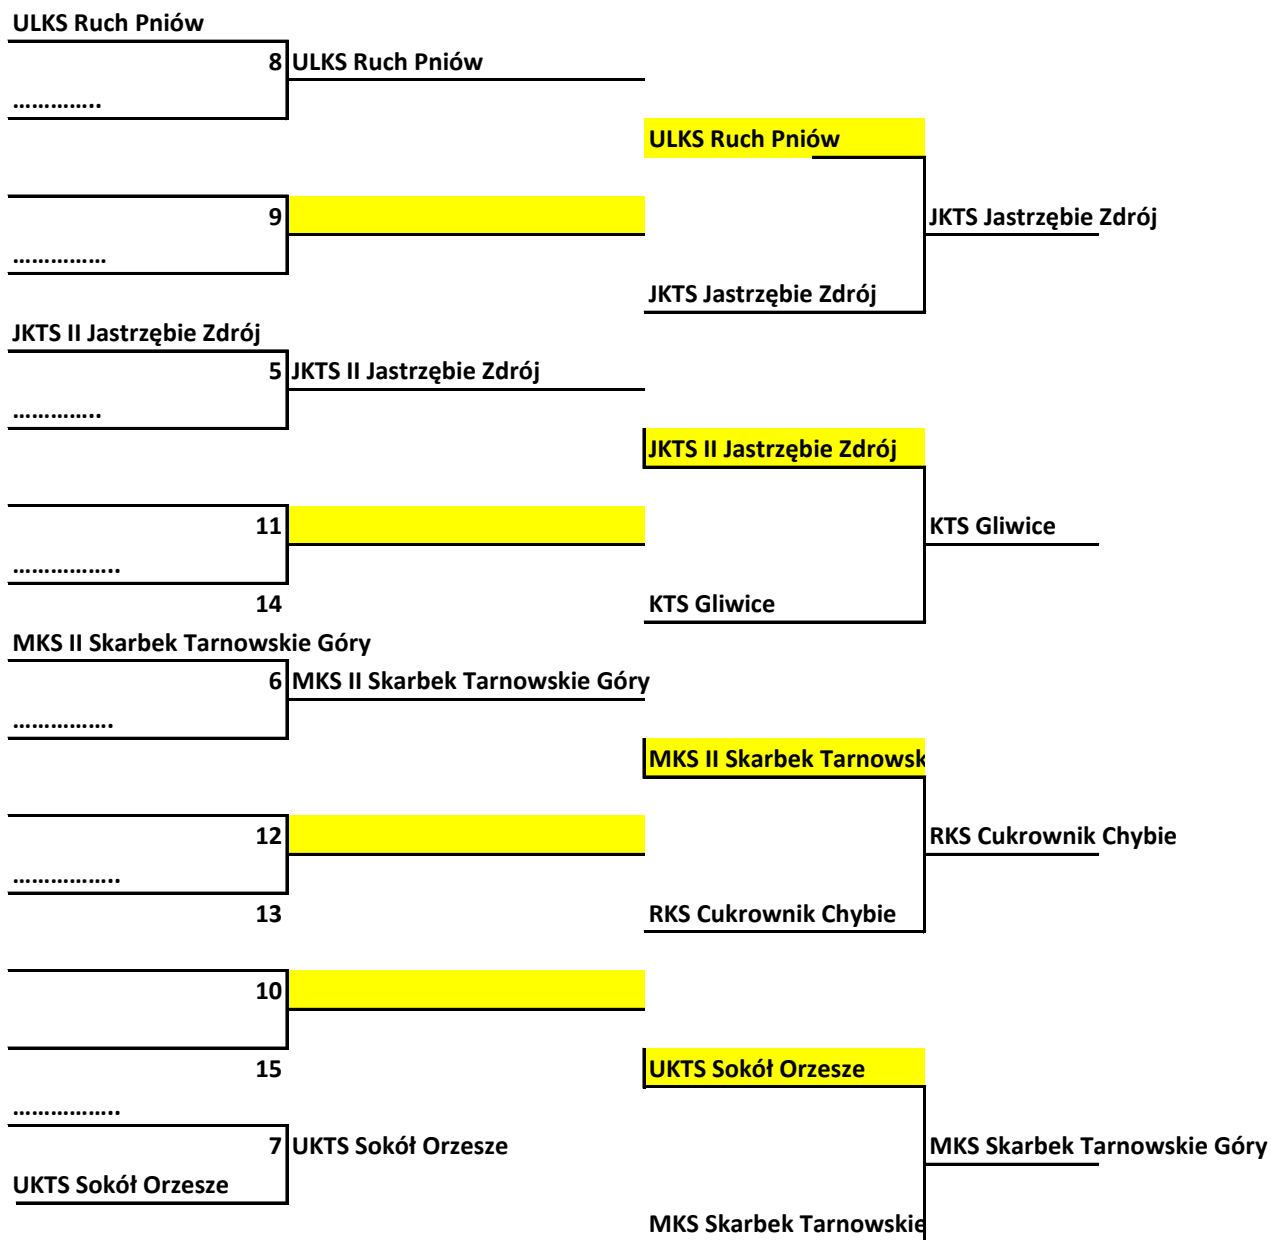 ULKS Ruch Pniów
8 ULKS Ruch Pniów
…………..
ULKS Ruch Pniów
9
JKTS Jastrzębie Zdrój
……………
JKTS Jastrzębie Zdrój
JKTS II Jastrzębie Zdrój
5 JKTS II Jastrzębie Zdrój
…………..
JKTS II Jastrzębie Zdrój
11
KTS Gliwice
……………..
14
KTS Gliwice
MKS II Skarbek Tarnowskie Góry
6 MKS II Skarbek Tarnowskie Góry
…………….
MKS II Skarbek Tarnowsk
12
RKS Cukrownik Chybie
……………..
13
RKS Cukrownik Chybie
10
15
UKTS Sokół Orzesze
……………..
7 UKTS Sokół Orzesze
MKS Skarbek Tarnowskie Góry
UKTS Sokół Orzesze
MKS Skarbek Tarnowskie